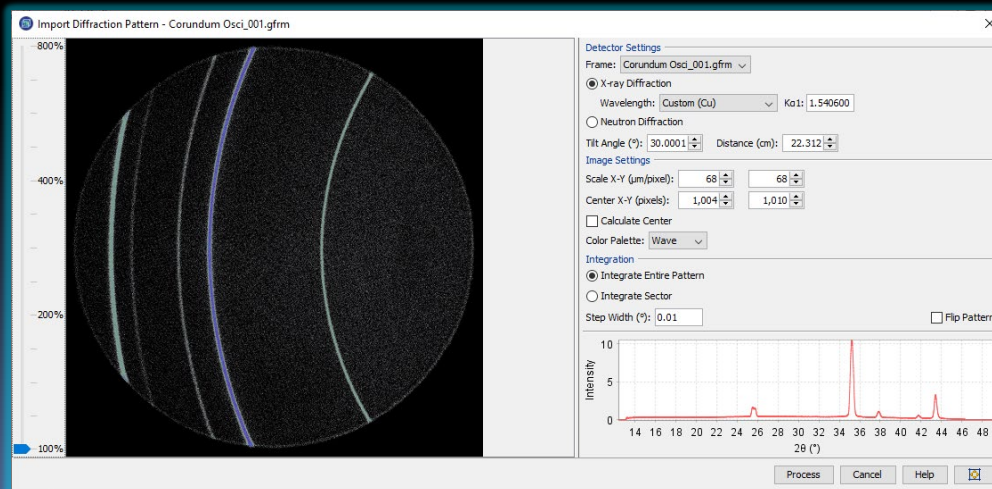 Import Diffraction Pattern - Corundum Osci_001.gfrm
800%
400%
200%
100%
Detector Settings
Frame: Corundum Osci_001.gfrm
X-ray Diffraction
Wavelength: Custom (Cu) Kα1: 1.540600
Neutron Diffraction
Tilt Angle (°): 30.0001 Distance (cm): 22.312
Image Settings
Scale X-Y (µm/pixel): 68 68
Center X-Y (pixels): 1,004 1,010
Calculate Center
Color Palette: Wave
Integration
Integrate Entire Pattern
Integrate Sector
Step Width (°): 0.01 Flip Pattern
10
5
0
Intensity
14 16 18 20 22 24 26 28 30 32 34 36 38 40 42 44 46 48
2θ (°)
Process Cancel Help